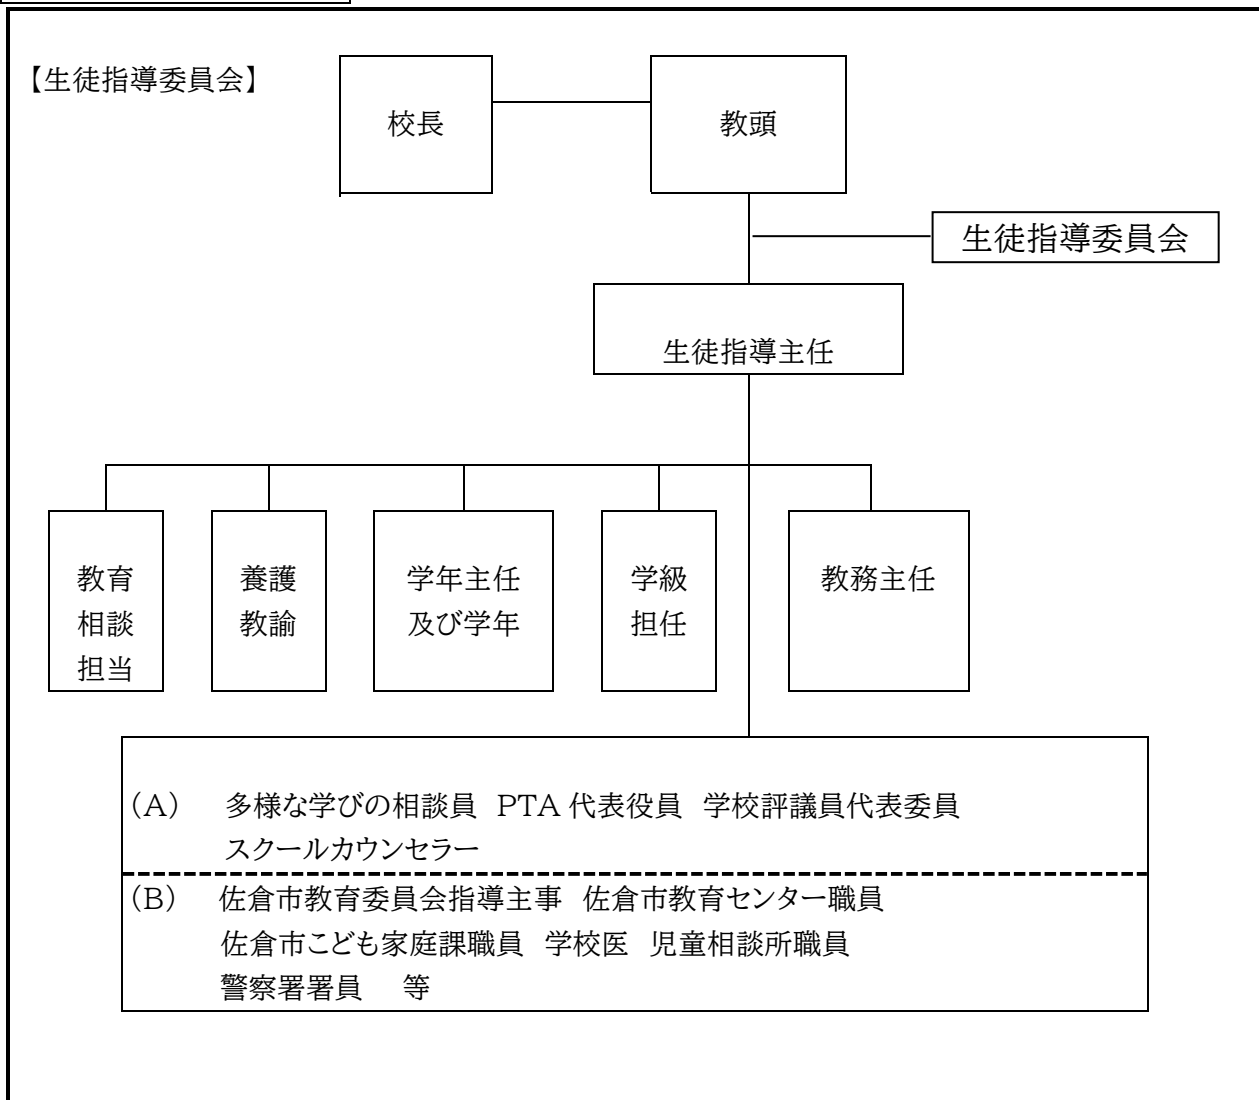 【生徒指導委員会】
校長
教頭
生徒指導委員会
生徒指導主任
教育
相談
担当
養護
教諭
学年主任
及び学年
学級
担任
教務主任
(A) 多様な学びの相談員 PTA 代表役員 学校評議員代表委員
スクールカウンセラー
(B) 佐倉市教育委員会指導主事 佐倉市教育センター職員
佐倉市こども家庭課職員 学校医 児童相談所職員
警察署署員 等